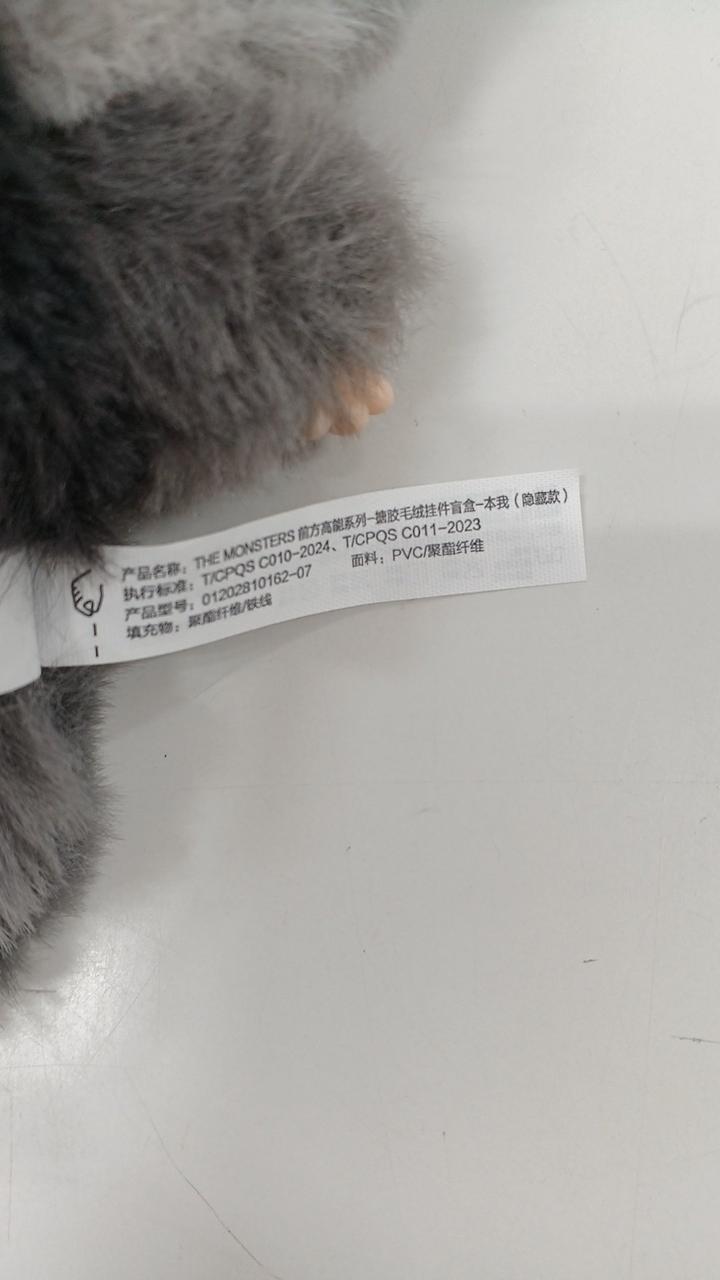 产品名称：THE MONSTERS 前方高能系列-搪胶毛绒挂件盲盒-本我（隐藏款）
执行标准：T/CPQS C010-2024、T/CPQS C011-2023
产品型号：01202810162-07 面料：PVC/聚酯纤维
填充物：聚酯纤维/铁线